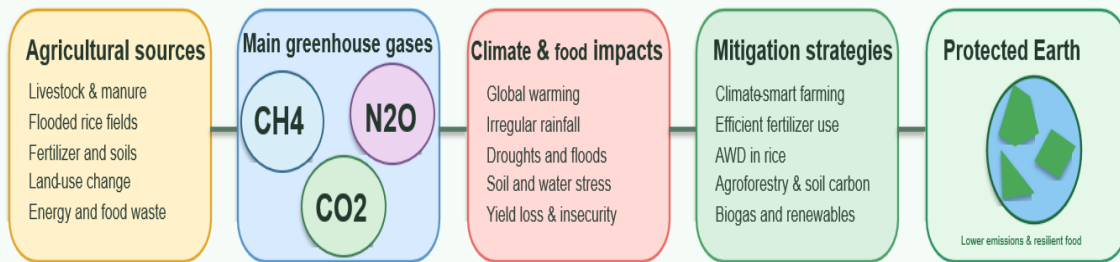 Agricultural sources
Livestock & manure
Flooded rice fields
Fertilizer and soils
Land-use change
Energy and food waste
Main greenhouse gases
CH4
N2O
CO2
Climate & food impacts
Global warming
Irregular rainfall
Droughts and floods
Soil and water stress
Yield loss & insecurity
Mitigation strategies
Climate-smart farming
Efficient fertilizer use
AWD in rice
Agroforestry & soil carbon
Biogas and renewables
Protected Earth
Lower emissions & resilient food